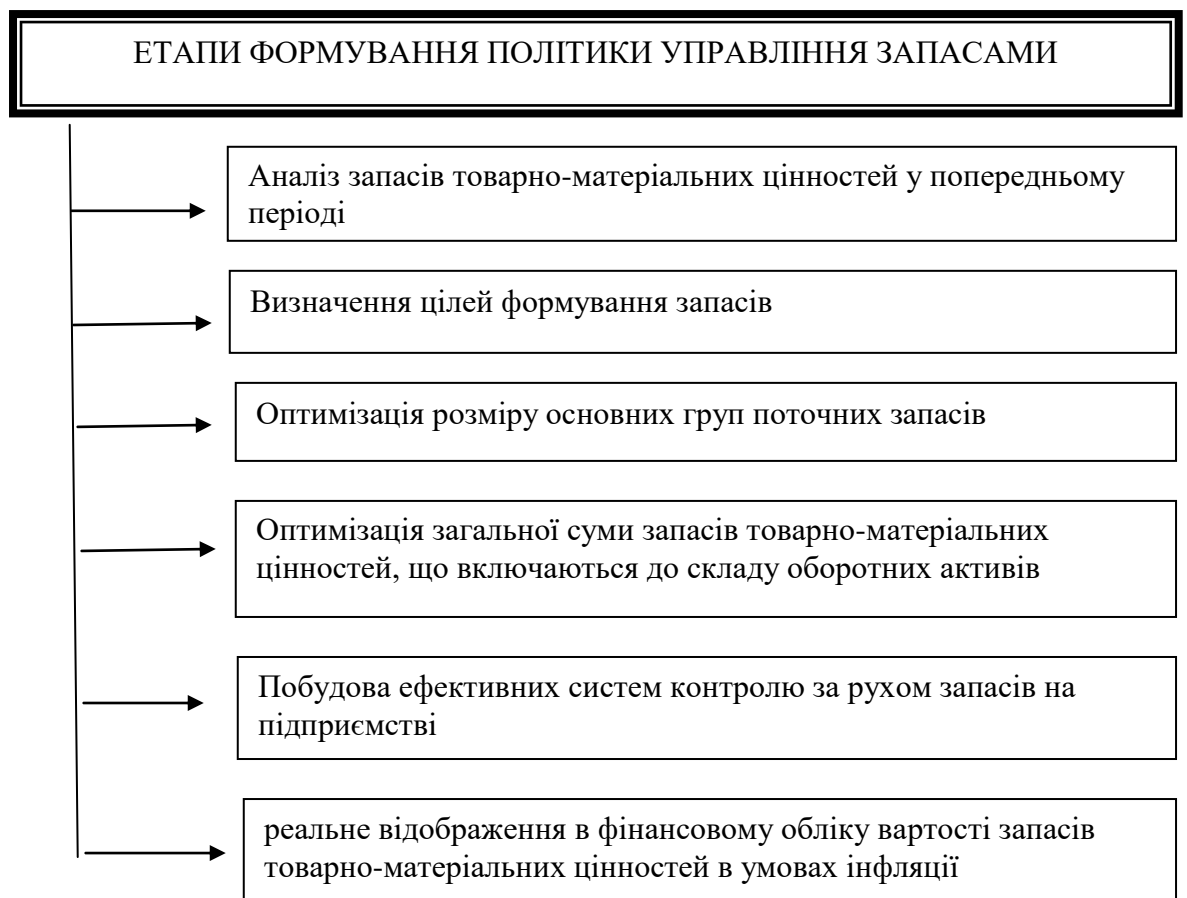 ЕТАПИ ФОРМУВАННЯ ПОЛІТИКИ УПРАВЛІННЯ ЗАПАСАМИ
Аналіз запасів товарно-матеріальних цінностей у попередньому
періоді
Визначення цілей формування запасів
Оптимізація розміру основних груп поточних запасів
Оптимізація загальної суми запасів товарно-матеріальних
цінностей, що включаються до складу оборотних активів
Побудова ефективних систем контролю за рухом запасів на
підприємстві
реальне відображення в фінансовому обліку вартості запасів
товарно-матеріальних цінностей в умовах інфляції